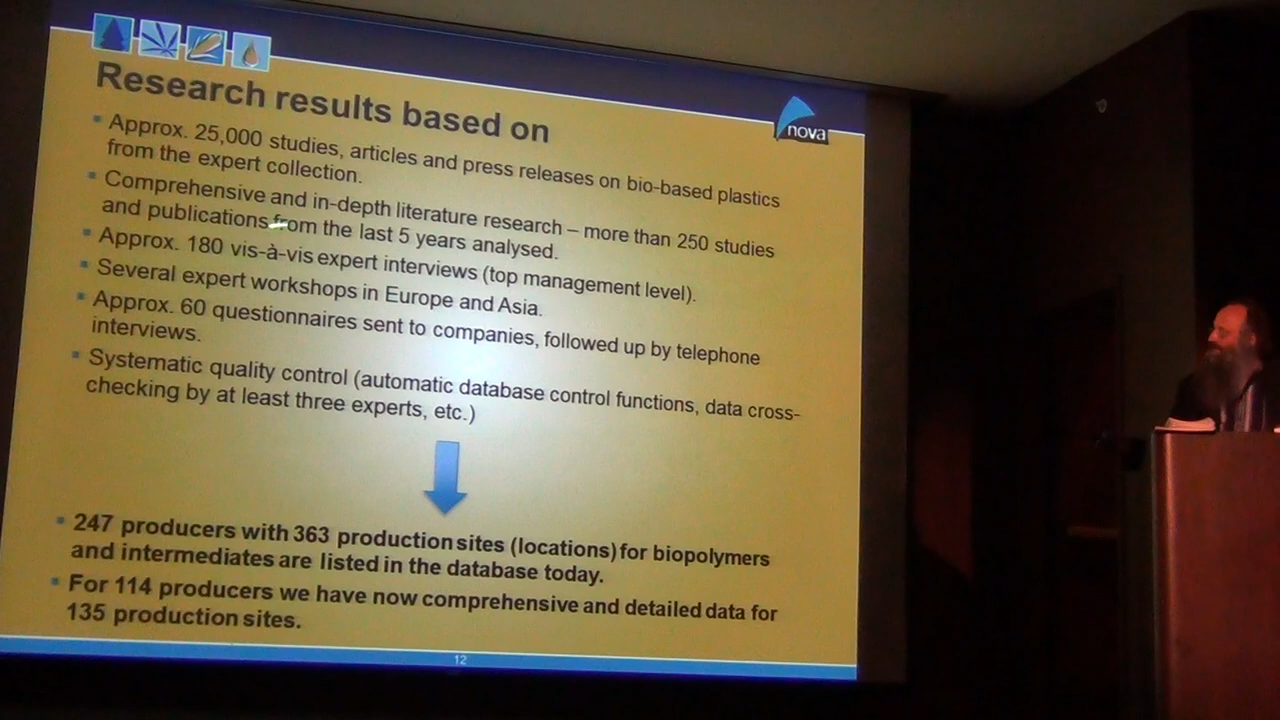 Research results based on
nova
Approx. 25,000 studies, articles and press releases on bio-based plastics
from the expert collection.
Comprehensive and in-depth literature research – more than 250 studies
and publications from the last 5 years analysed.
Approx. 180 vis-à-vis expert interviews (top management level).
Several expert workshops in Europe and Asia.
Approx. 60 questionnaires sent to companies, followed up by telephone
interviews.
Systematic quality control (automatic database control functions, data cross-
checking by at least three experts, etc.)
247 producers with 363 production sites (locations) for biopolymers
and intermediates are listed in the database today.
For 114 producers we have now comprehensive and detailed data for
135 production sites.
12